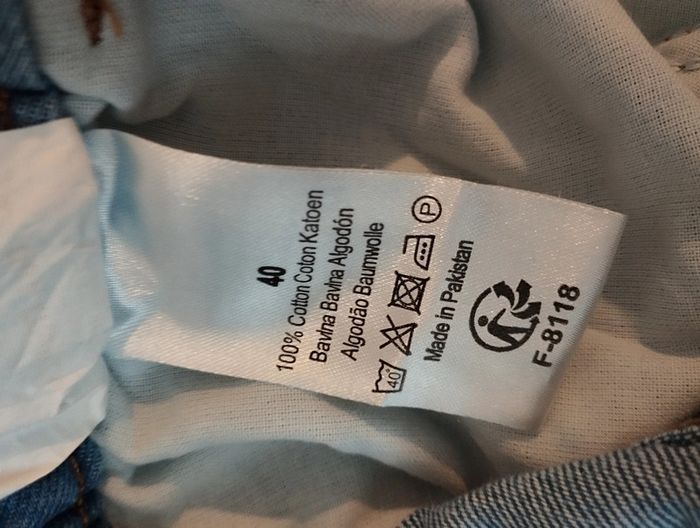 40
100% Cotton Coton Katoen
Bavlna Bavlna Algodón
Algodão Baumwolle
40° P
Made in Pakistan
F-8118